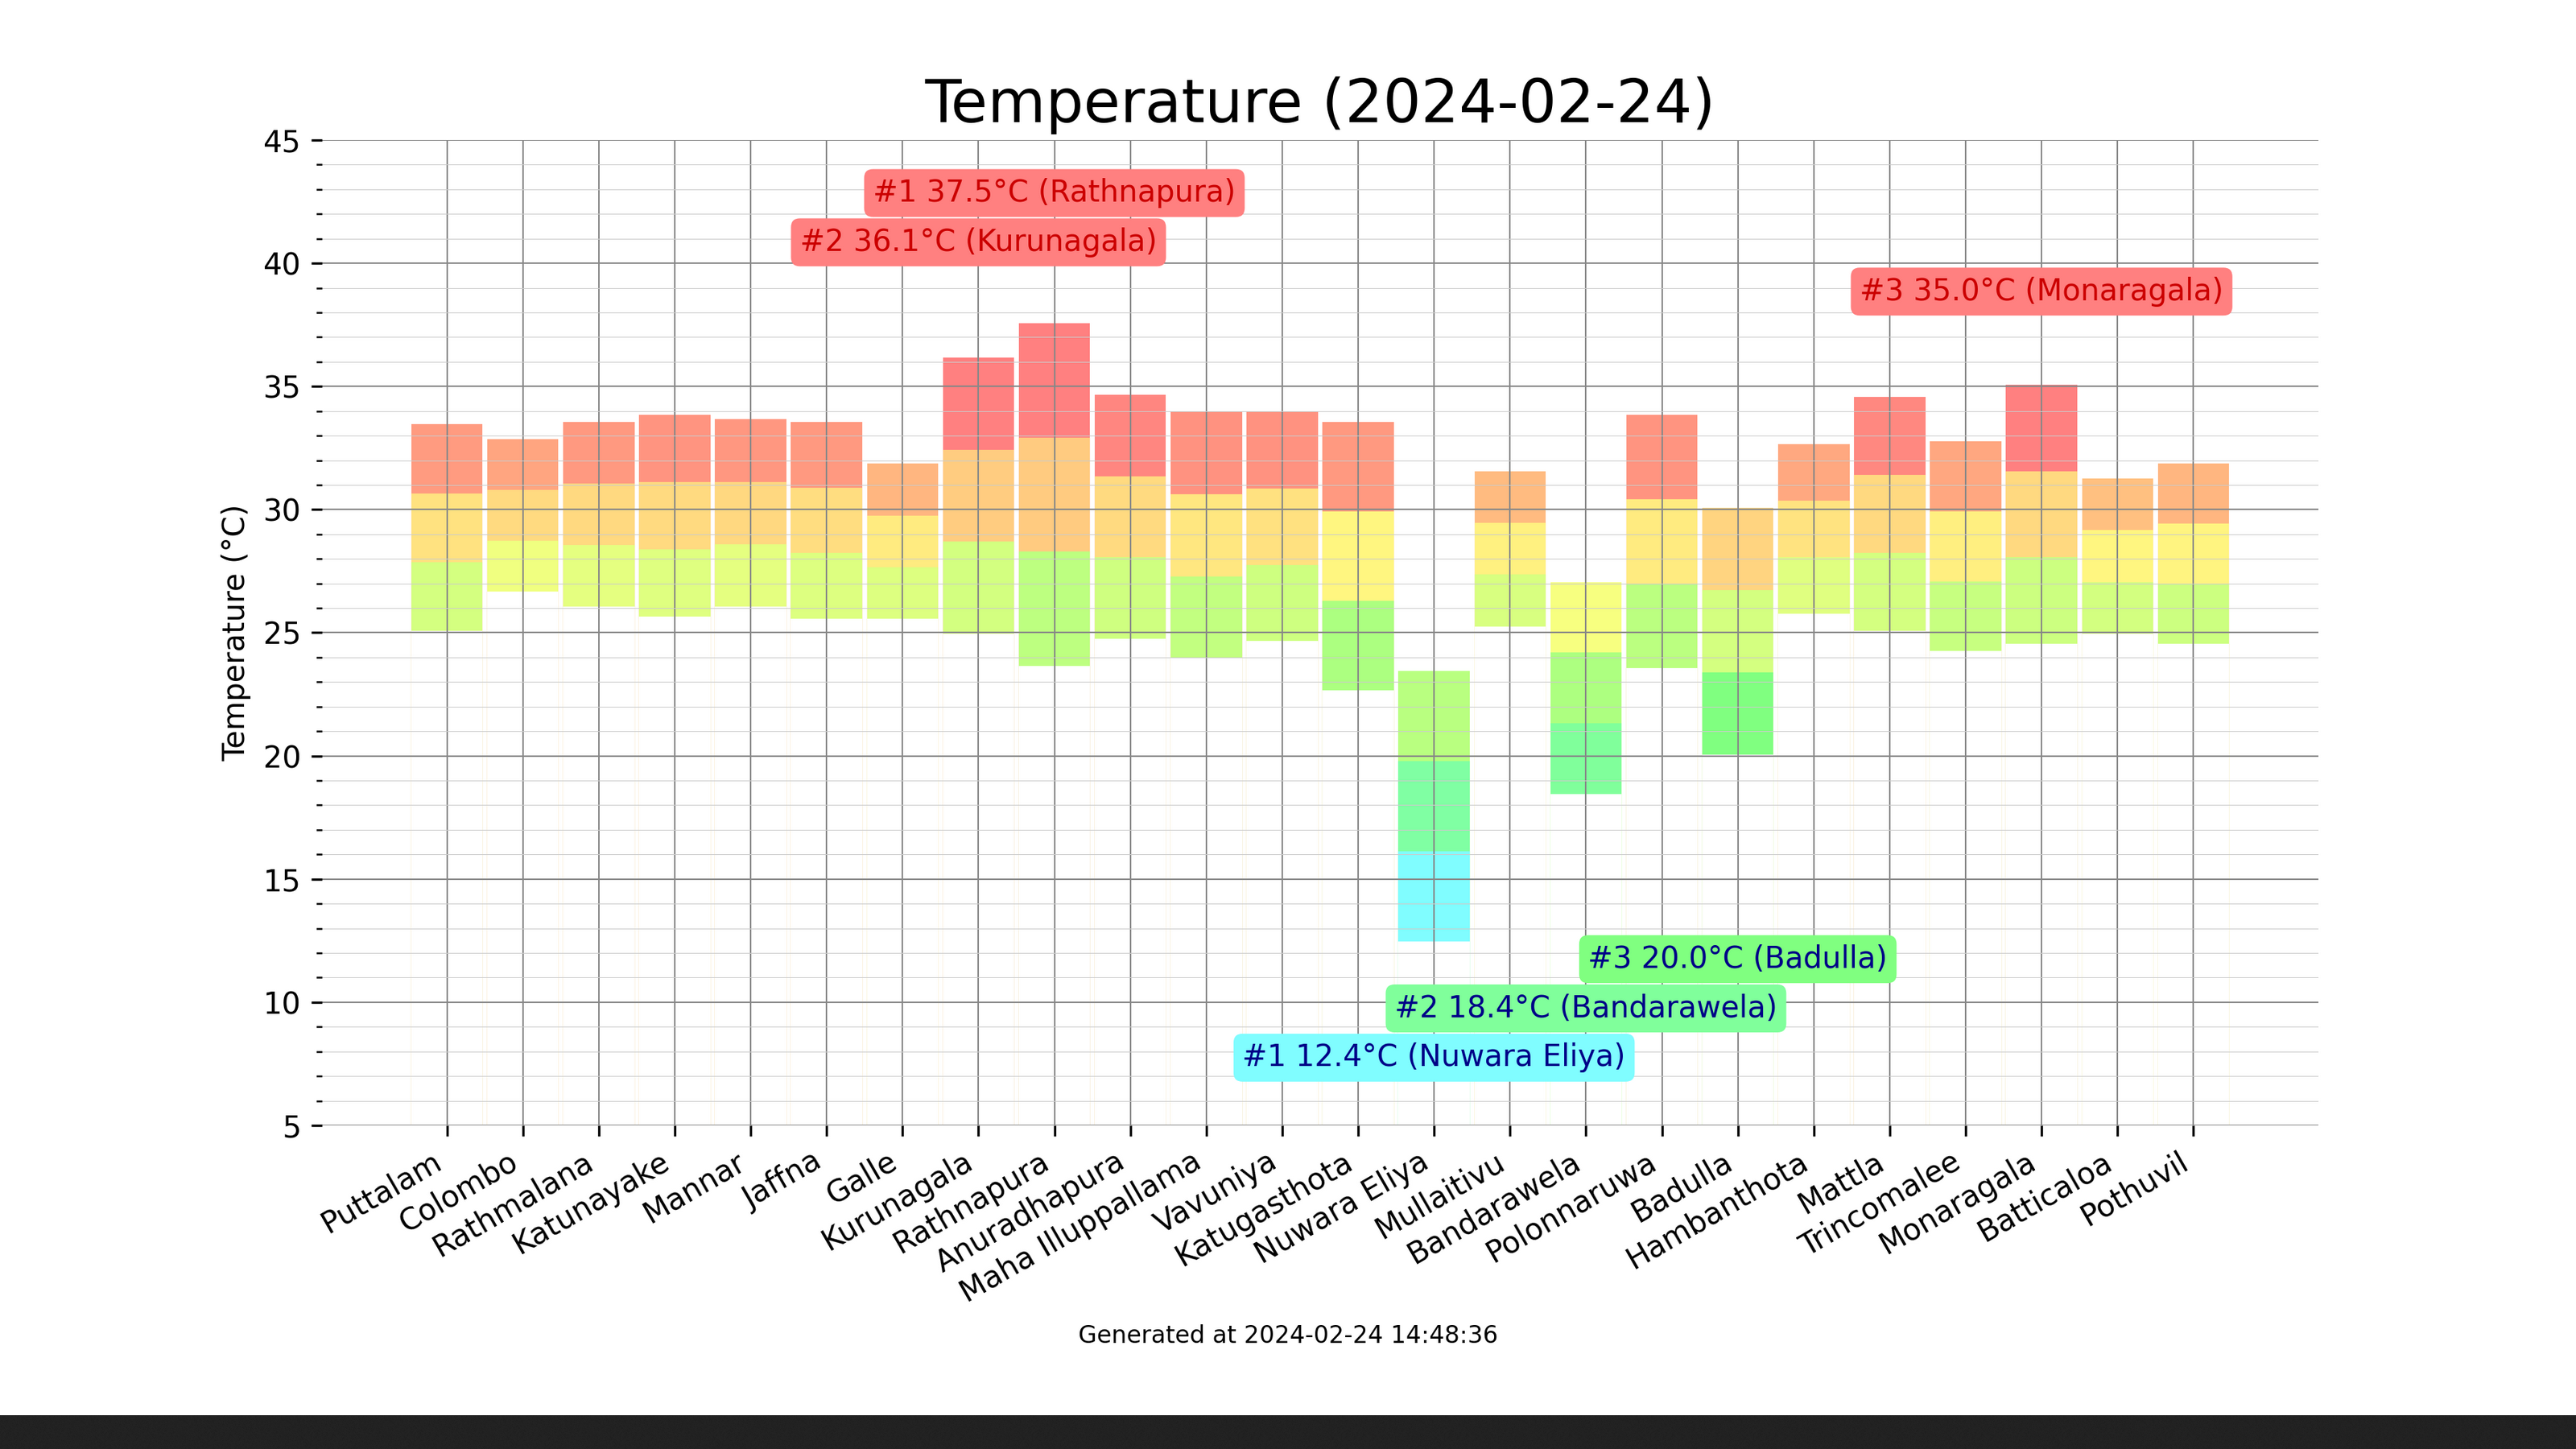 Temperature (2024-02-24)
45
40
35
30
25
20
15
10
5
Temperature (°C)
#1 37.5°C (Rathnapura)
#2 36.1°C (Kurunagala)
#3 35.0°C (Monaragala)
#3 20.0°C (Badulla)
#2 18.4°C (Bandarawela)
#1 12.4°C (Nuwara Eliya)
Puttalam
Colombo
Rathmalana
Katunayake
Mannar
Jaffna
Galle
Kurunagala
Rathnapura
Anuradhapura
Maha Illuppallama
Vavuniya
Katugasthota
Nuwara Eliya
Mullaitivu
Bandarawela
Polonnaruwa
Badulla
Hambanthota
Mattla
Trincomalee
Monaragala
Batticaloa
Pothuvil
Generated at 2024-02-24 14:48:36